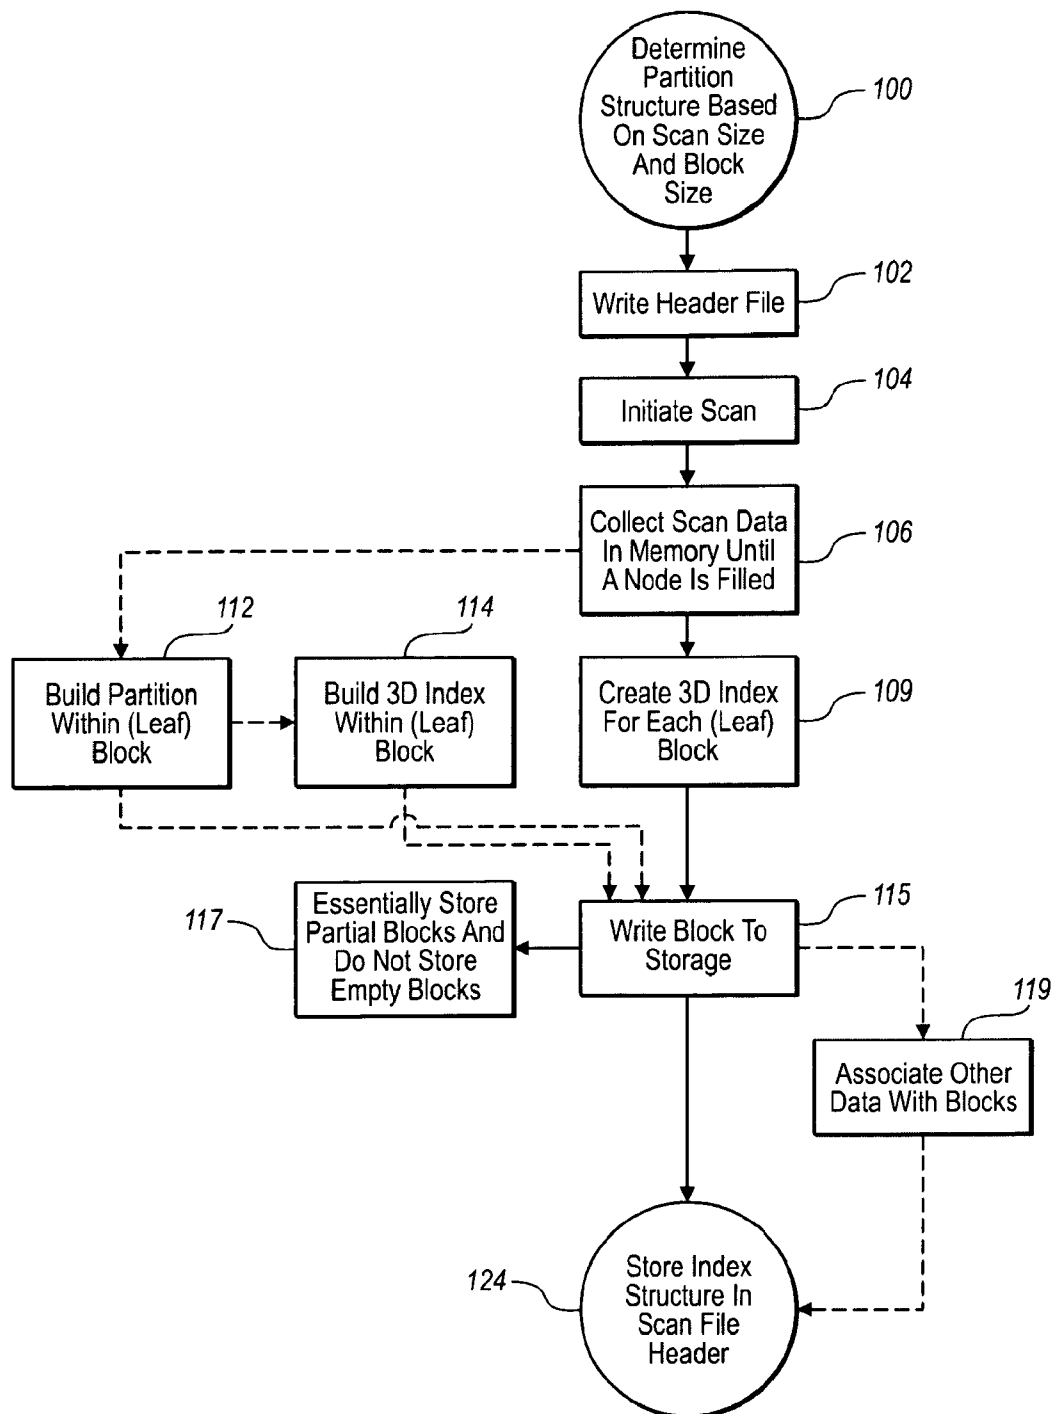 Determine
Partition
Structure Based
On Scan Size
And Block
Size
100
Write Header File
102
Initiate Scan
104
Collect Scan Data
In Memory Until
A Node Is Filled
106
112
114
Build Partition
Within (Leaf)
Block
Build 3D Index
Within (Leaf)
Block
Create 3D Index
For Each (Leaf)
Block
109
117
Essentially Store
Partial Blocks And
Do Not Store
Empty Blocks
Write Block To
Storage
115
119
Associate Other
Data With Blocks
124
Store Index
Structure In
Scan File
Header